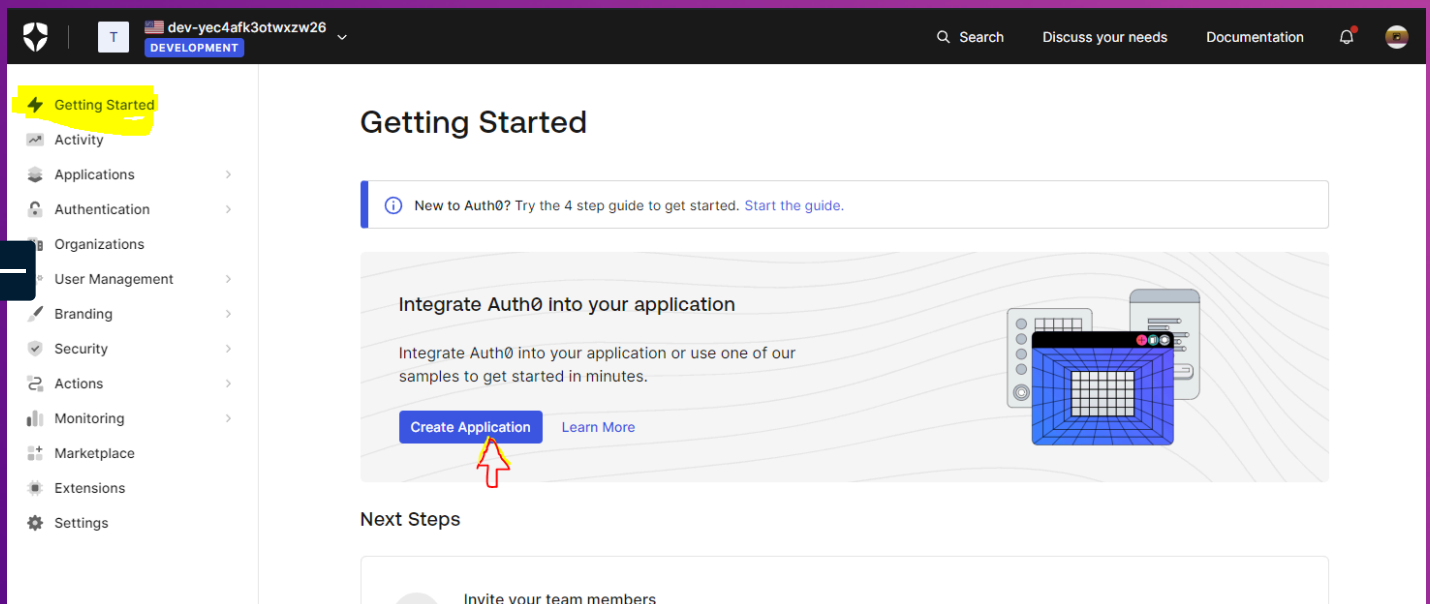 T
dev-yec4afk3otwxzw26
DEVELOPMENT
Search
Discuss your needs
Documentation
Getting Started
Activity
Applications
Authentication
Organizations
User Management
Branding
Security
Actions
Monitoring
Marketplace
Extensions
Settings
Getting Started
New to Auth0? Try the 4 step guide to get started. Start the guide.
Integrate Auth0 into your application
Integrate Auth0 into your application or use one of our
samples to get started in minutes.
Create Application
Learn More
Next Steps
Invite your team members